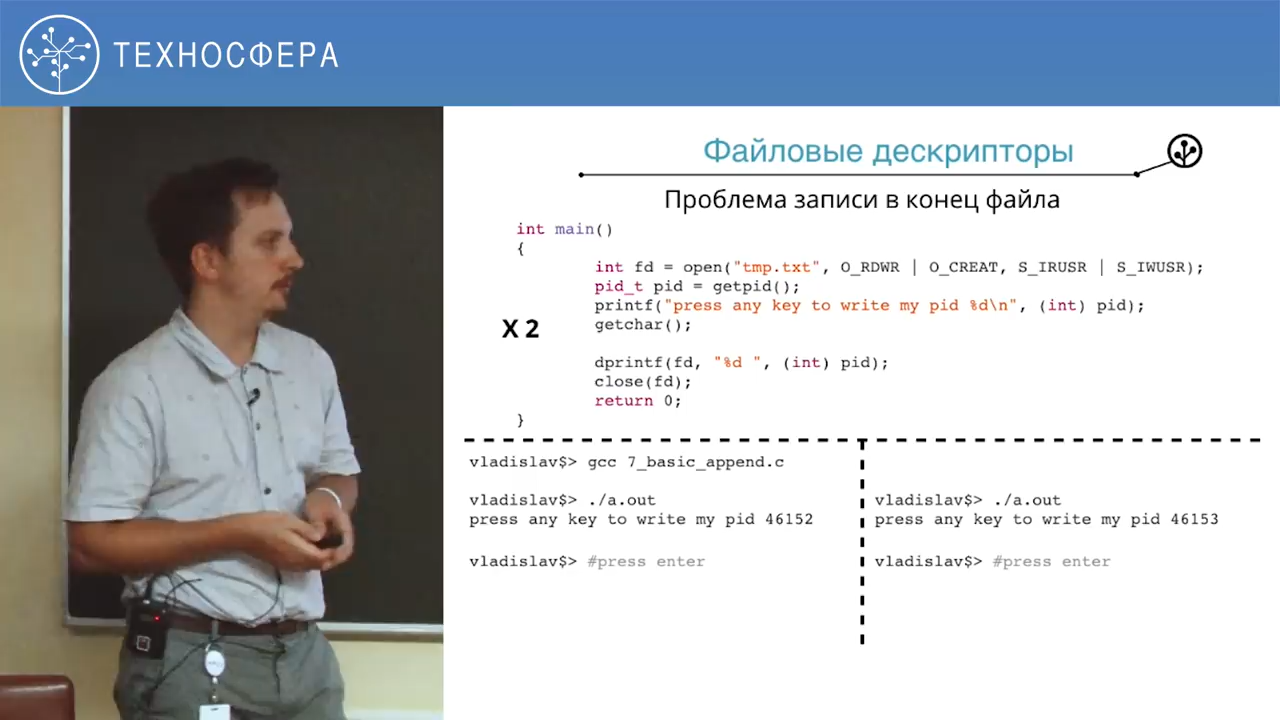 ТЕХНОСФЕРА
Файловые дескрипторы
Проблема записи в конец файла
int main()
{
int fd = open("tmp.txt", O_RDWR | O_CREAT, S_IRUSR | S_IWUSR);
pid_t pid = getpid();
printf("press any key to write my pid %d\n", (int) pid);
getchar();
X 2
dprintf(fd, "%d ", (int) pid);
close(fd);
return 0;
}
vladislav$> gcc 7_basic_append.c
vladislav$> ./a.out
press any key to write my pid 46152
vladislav$> #press enter
vladislav$> ./a.out
press any key to write my pid 46153
vladislav$> #press enter